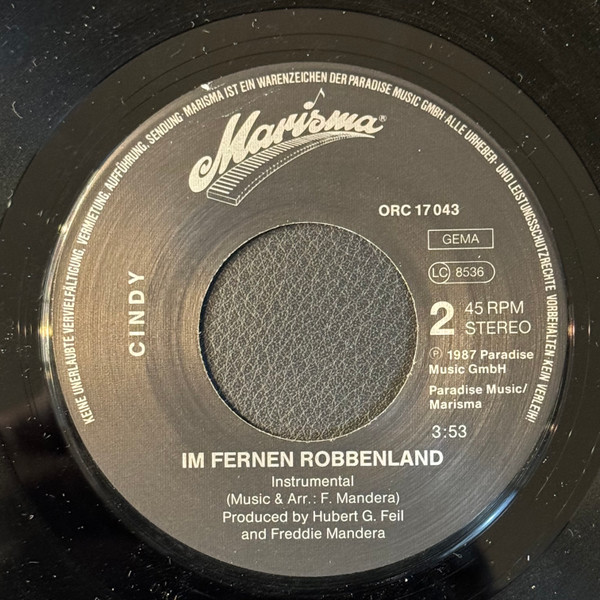 KEINE UNERLAUBTE VERVIELFÄLTIGUNG, VERMIETUNG, AUFFÜHRUNG, SENDUNG. MARISMA IST EIN WARENZEICHEN DER PARADISE MUSIC GMBH ALLE URHEBER- UND LEISTUNGSSCHUTZRECHTE VORBEHALTEN. KEIN VERLEIH!
Marisma®
ORC 17 043
GEMA
LC 8536
CINDY
2 45 RPM
STEREO
Ⓟ 1987 Paradise
Music GmbH
Paradise Music/
Marisma
3:53
IM FERNEN ROBBENLAND
Instrumental
(Music & Arr.: F. Mandera)
Produced by Hubert G. Feil
and Freddie Mandera